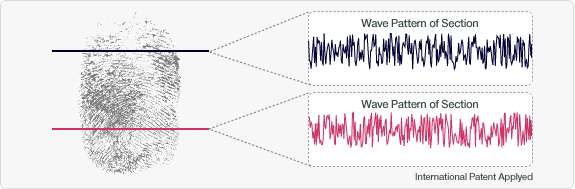 Wave Pattern of Section
Wave Pattern of Section
International Patent Applyed